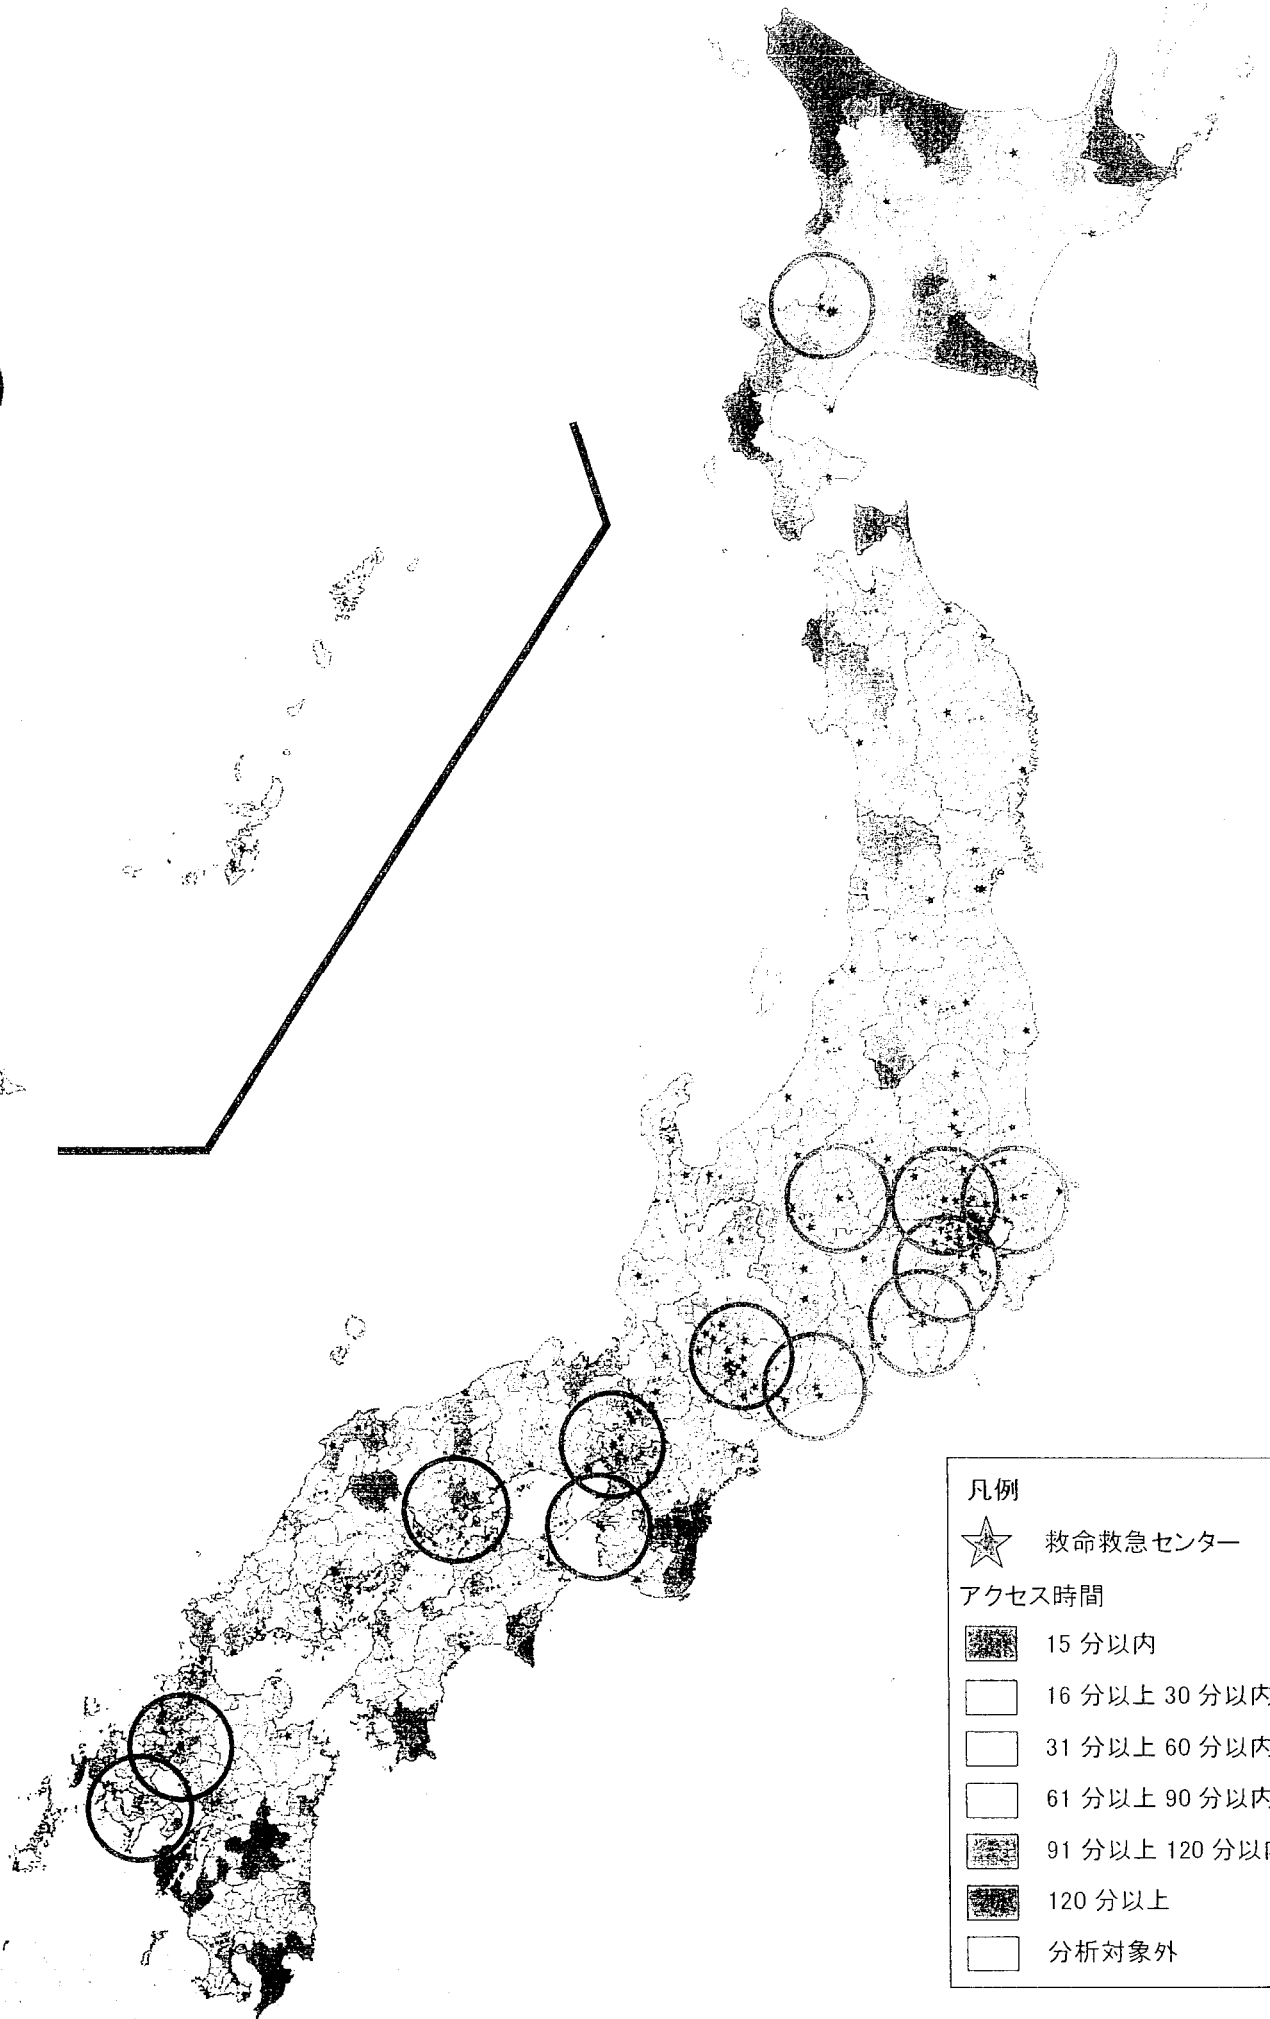 凡例
救命救急センター
アクセス時間
15 分以内
16 分以上 30 分以内
31 分以上 60 分以内
61 分以上 90 分以内
91 分以上 120 分以内
120 分以上
分析対象外